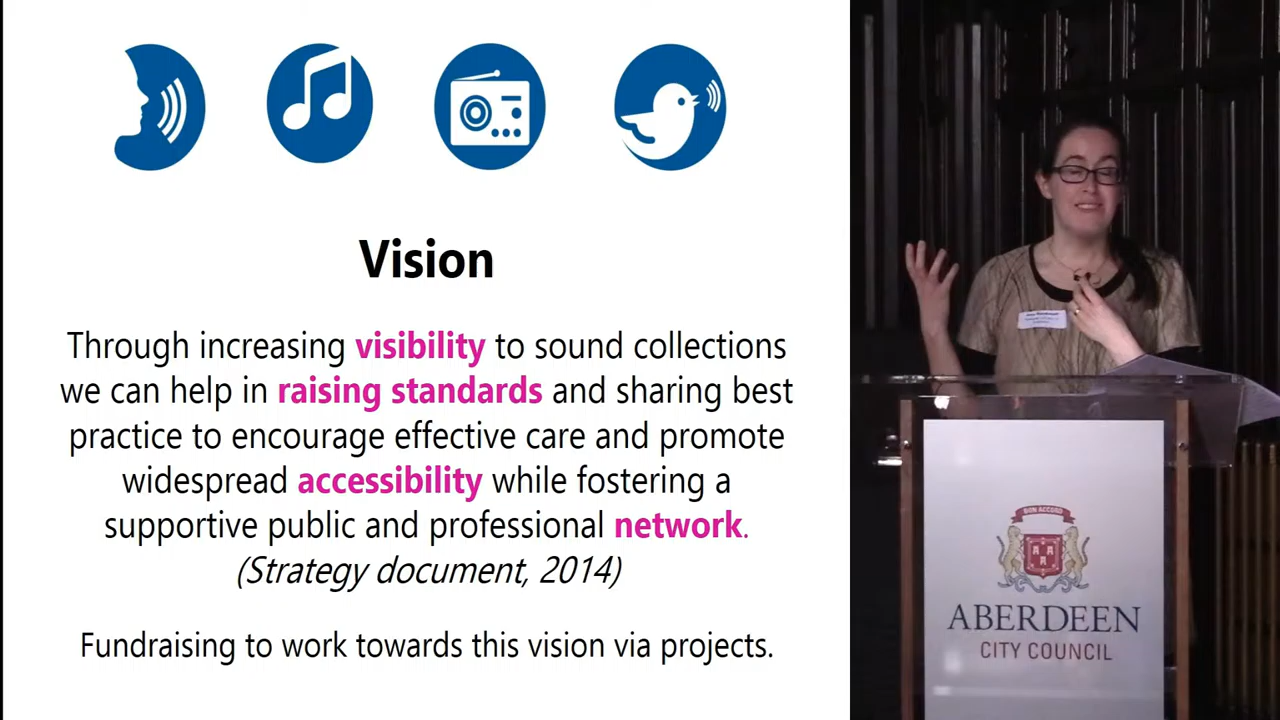 Vision
Through increasing visibility to sound collections
we can help in raising standards and sharing best
practice to encourage effective care and promote
widespread accessibility while fostering a
supportive public and professional network.
(Strategy document, 2014)
Fundraising to work towards this vision via projects.
BON ACCORD
ABERDEEN
CITY COUNCIL